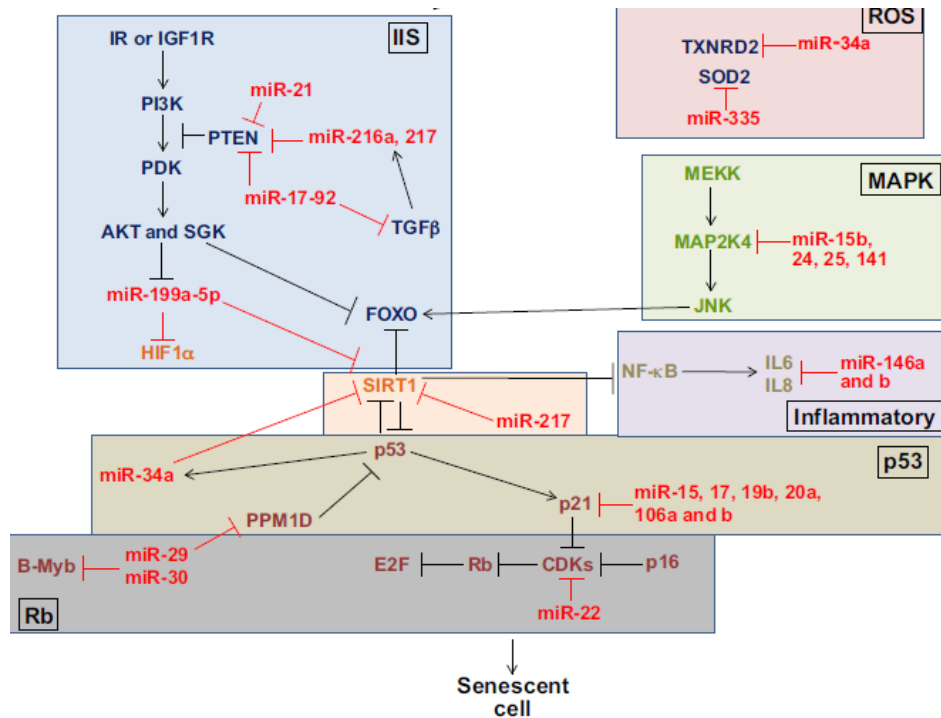 IR or IGF1R
IIS
miR-21
PI3K
PTEN
miR-216a, 217
PDK
miR-17-92
TGFβ
AKT and SGK
miR-199a-5p
FOXO
HIF1α
ROS
TXNRD2
miR-34a
SOD2
miR-335
MEKK
MAPK
MAP2K4
miR-15b,
24, 25, 141
JNK
SIRT1
miR-217
NF-κB
IL6
IL8
miR-146a
and b
Inflammatory
p53
p53
miR-34a
PPM1D
p21
miR-15, 17, 19b, 20a,
106a and b
B-Myb
miR-29
miR-30
E2F
Rb
CDKs
p16
miR-22
Rb
Senescent
cell